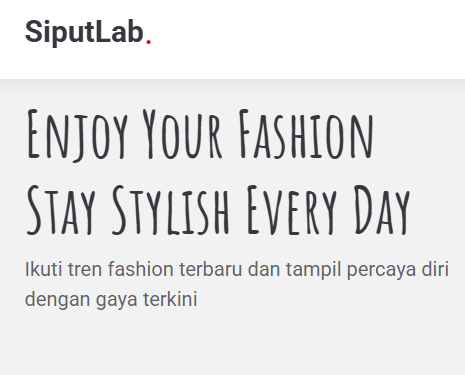 SiputLab.
Enjoy Your Fashion
Stay Stylish Every Day
Ikuti tren fashion terbaru dan tampil percaya diri
dengan gaya terkini